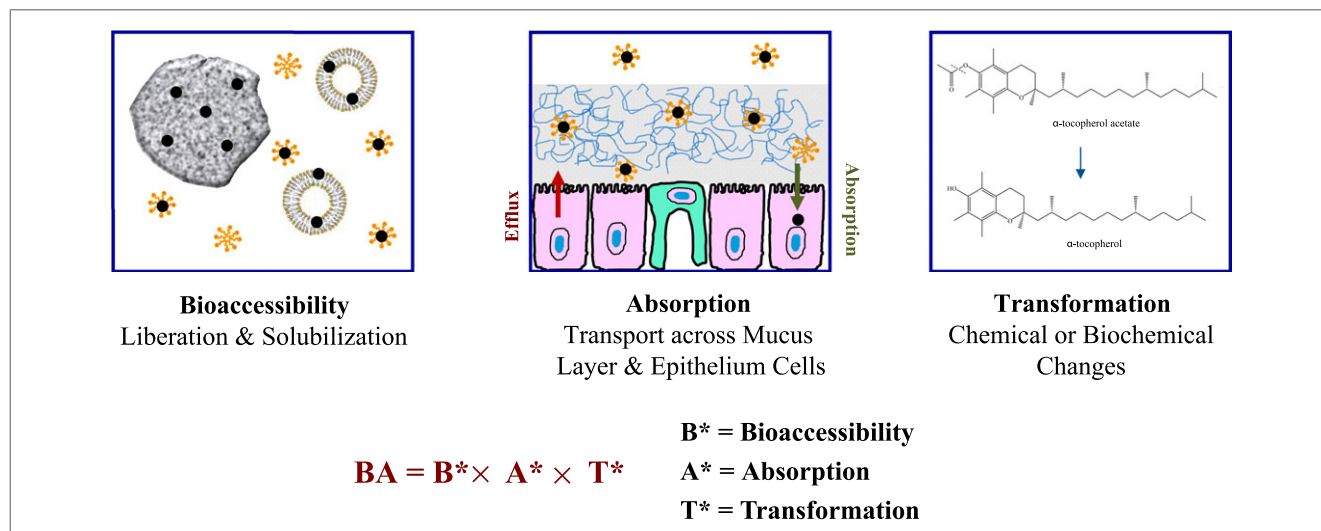 Efflux
Absorption
O
O
O
α-tocopherol acetate
HO
O
α-tocopherol
Bioaccessibility
Liberation & Solubilization
Absorption
Transport across Mucus
Layer & Epithelium Cells
Transformation
Chemical or Biochemical
Changes
BA = B* × A* × T*
B* = Bioaccessibility
A* = Absorption
T* = Transformation